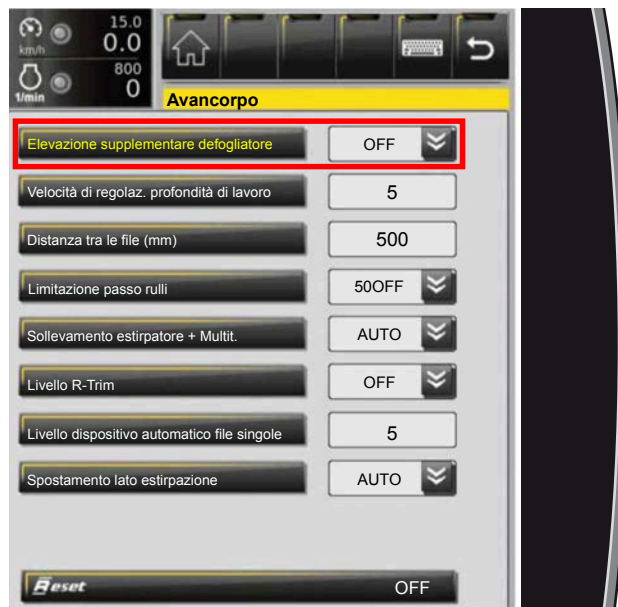 15.0
km/h 0.0
800
1/min 0
Avancorpo
Elevazione supplementare defogliatore OFF
Velocità di regolaz. profondità di lavoro 5
Distanza tra le file (mm) 500
Limitazione passo rulli 50OFF
Sollevamento estirpatore + Multit. AUTO
Livello R-Trim OFF
Livello dispositivo automatico file singole 5
Spostamento lato estirpazione AUTO
Reset OFF